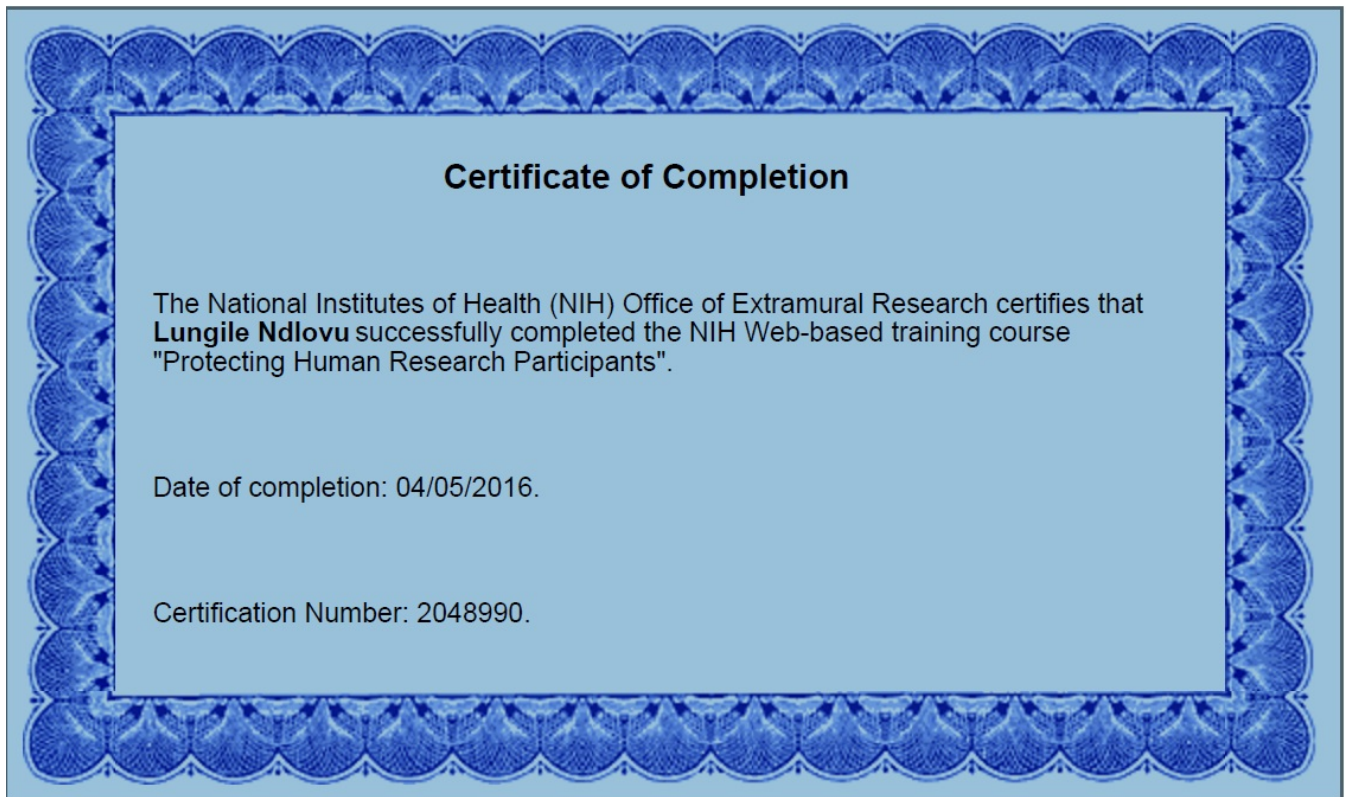 Certificate of Completion
The National Institutes of Health (NIH) Office of Extramural Research certifies that
Lungile Ndlovu successfully completed the NIH Web-based training course
"Protecting Human Research Participants".
Date of completion: 04/05/2016.
Certification Number: 2048990.